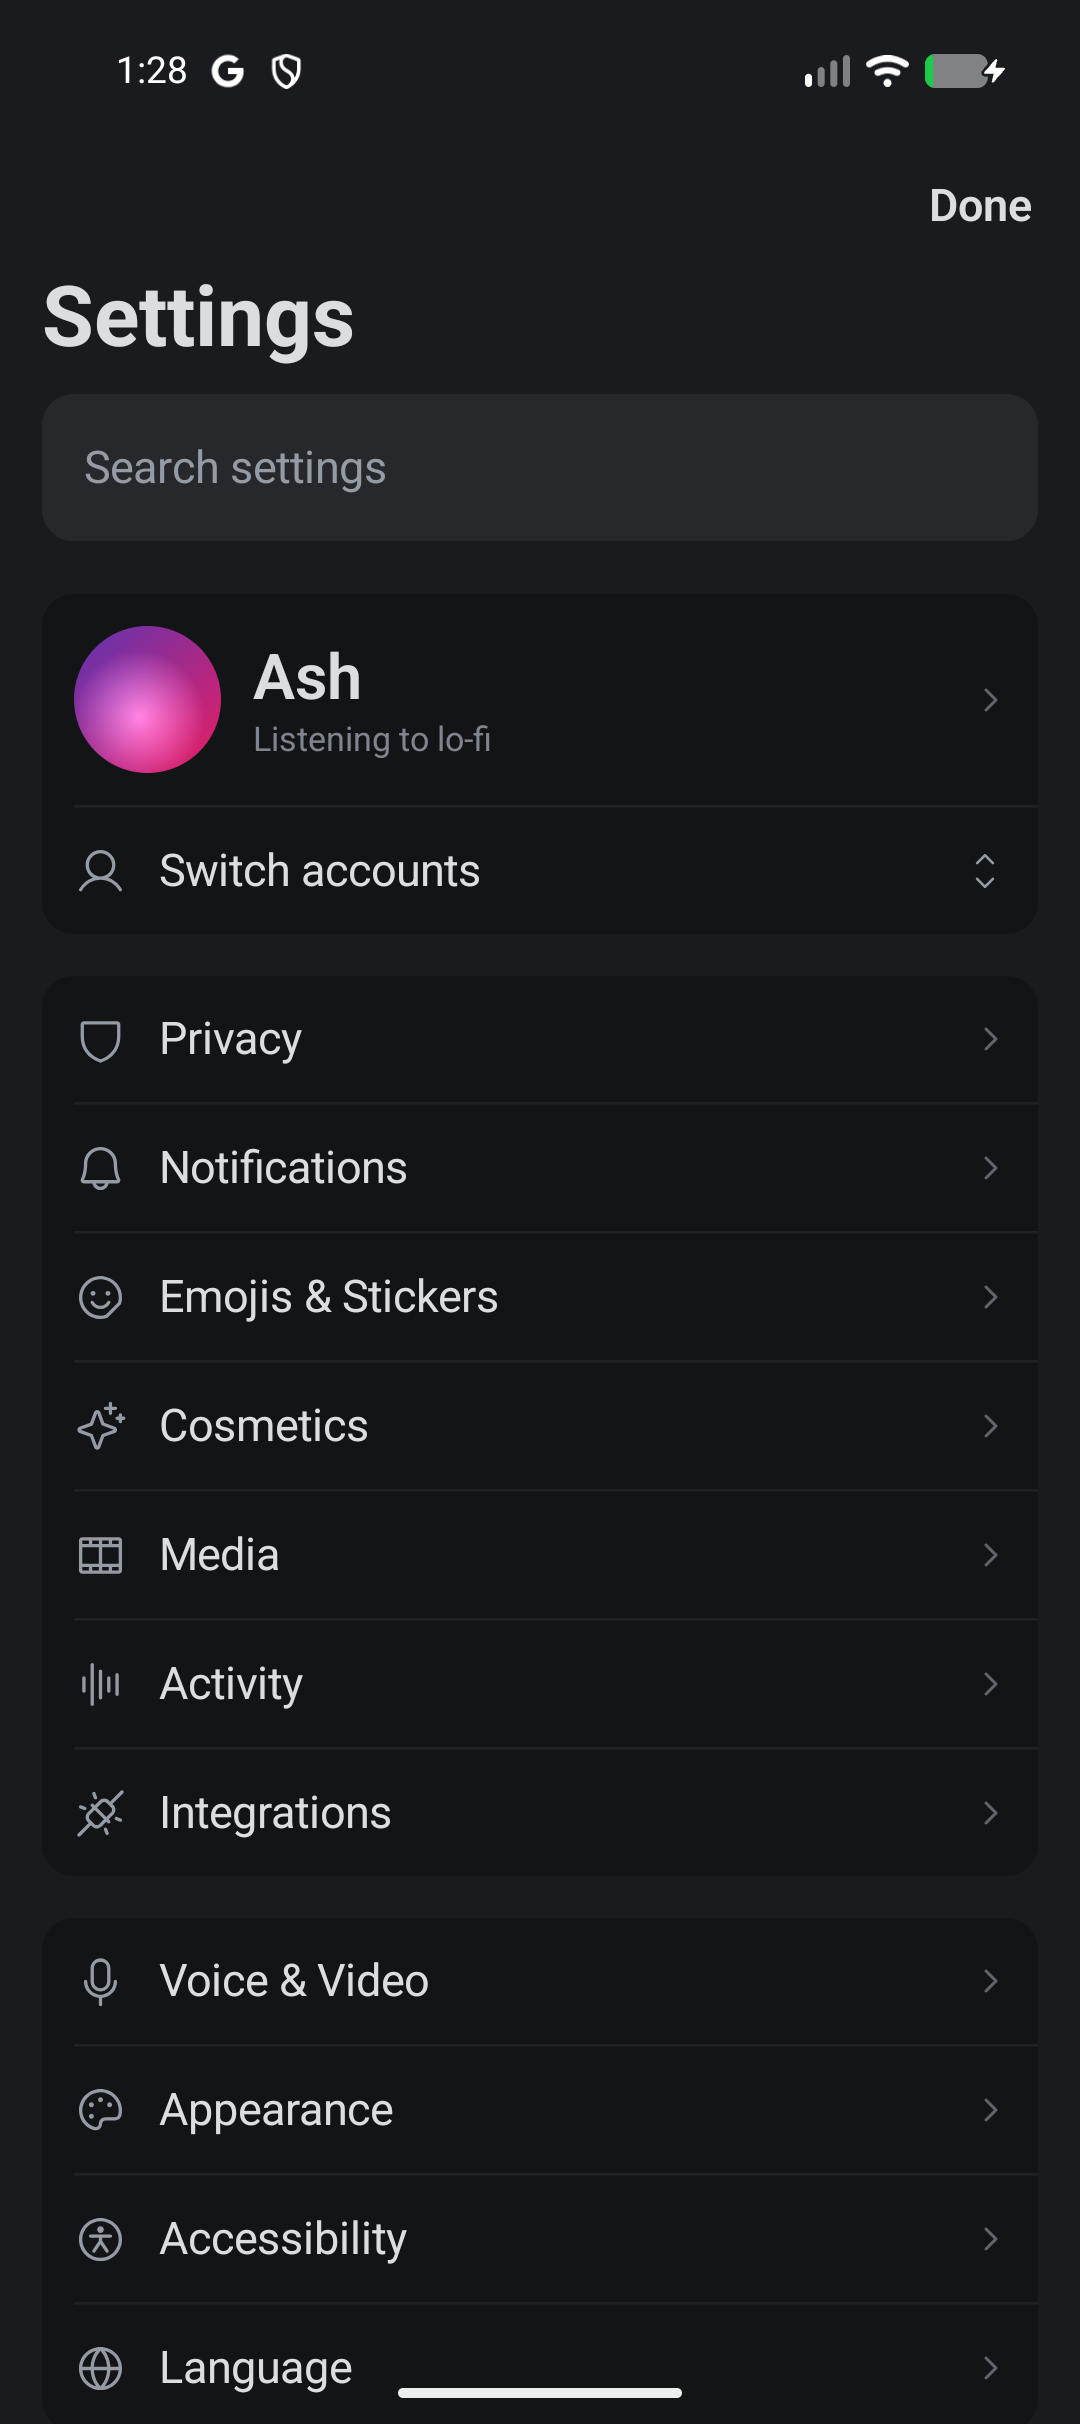 1:28
Done
Settings
Search settings
Ash
Listening to lo-fi
Switch accounts
Privacy
Notifications
Emojis & Stickers
Cosmetics
Media
Activity
Integrations
Voice & Video
Appearance
Accessibility
Language